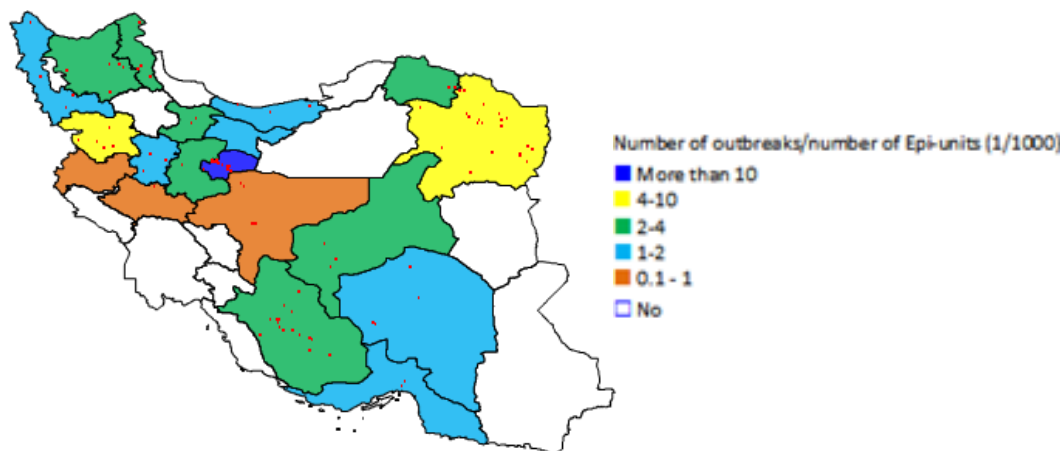 Number of outbreaks/number of Epi-units (1/1000)
More than 10
4-10
2-4
1-2
0.1 - 1
No